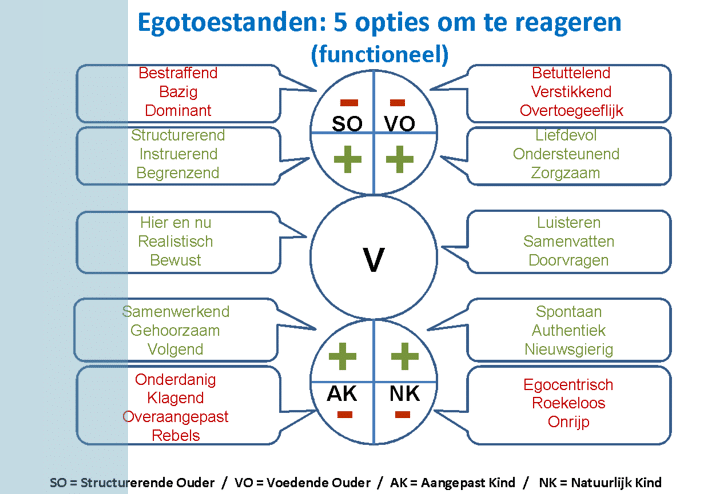 Egotoestanden: 5 opties om te reageren
(functioneel)
Bestraffend
Bazig
Dominant
Betuttelend
Verstikkend
Overtoegeeflijk
-
-
SO
VO
+
+
Structurerend
Instruerend
Begrenzend
Liefdevol
Ondersteunend
Zorgzaam
Hier en nu
Realistisch
Bewust
V
Luisteren
Samenvatten
Doorvragen
Samenwerkend
Gehoorzaam
Volgend
Spontaan
Authentiek
Nieuwsgierig
+
+
AK
NK
-
-
Onderdanig
Klagend
Overaangepast
Rebels
Egocentrisch
Roekeloos
Onrijp
SO = Structurerende Ouder / VO = Voedende Ouder / AK = Aangepast Kind / NK = Natuurlijk Kind